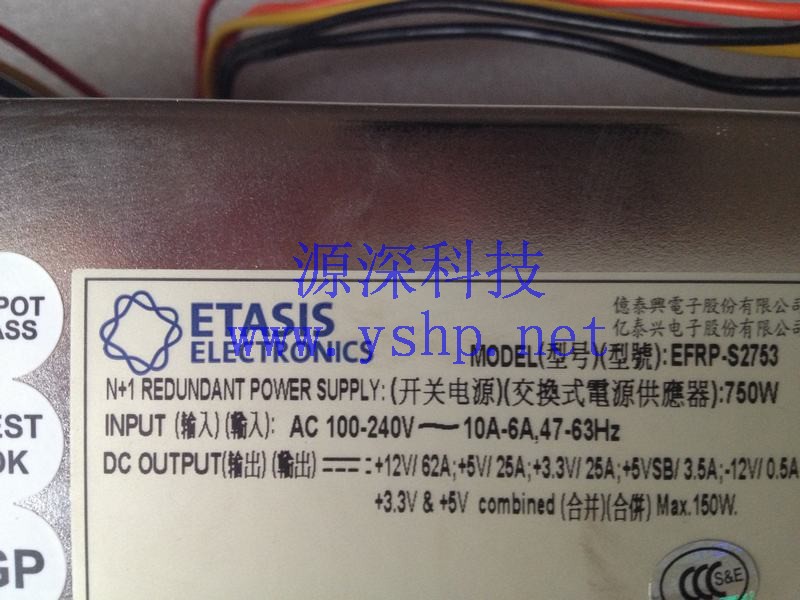 源深科技
www.yshp.net
POT
ASS
EST
OK
GP
ETASIS
ELECTRONICS
億泰興電子股份有限公司
亿泰兴电子股份有限公司
MODEL(型号)(型號):EFRP-S2753
N+1 REDUNDANT POWER SUPPLY:(开关电源)(交換式電源供應器):750W
INPUT (输入)(輸入): AC 100-240V~10A-6A,47-63Hz
DC OUTPUT(输出)(輸出)===:+12V/ 62A;+5V/ 25A;+3.3V/ 25A;+5VSB/ 3.5A;-12V/ 0.5A
+3.3V & +5V combined (合并)(合併) Max.150W.
CCC S&E